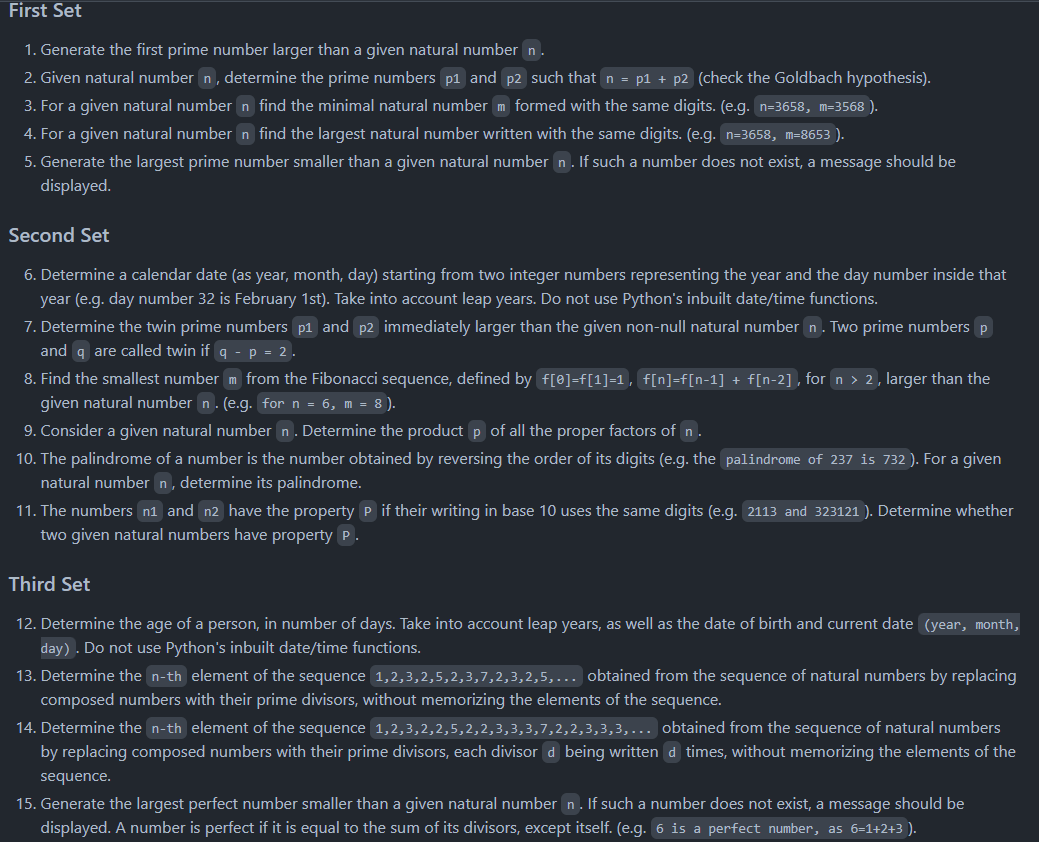 First Set
1. Generate the first prime number larger than a given natural number n.
2. Given natural number n, determine the prime numbers p1 and p2 such that n = p1 + p2 (check the Goldbach hypothesis).
3. For a given natural number n find the minimal natural number m formed with the same digits. (e.g. n=3658, m=3568).
4. For a given natural number n find the largest natural number written with the same digits. (e.g. n=3658, m=8653).
5. Generate the largest prime number smaller than a given natural number n. If such a number does not exist, a message should be
displayed.
Second Set
6. Determine a calendar date (as year, month, day) starting from two integer numbers representing the year and the day number inside that
year (e.g. day number 32 is February 1st). Take into account leap years. Do not use Python's inbuilt date/time functions.
7. Determine the twin prime numbers p1 and p2 immediately larger than the given non-null natural number n. Two prime numbers p
and q are called twin if q - p = 2.
8. Find the smallest number m from the Fibonacci sequence, defined by f[0]=f[1]=1, f[n]=f[n-1] + f[n-2], for n > 2, larger than the
given natural number n. (e.g. for n = 6, m = 8).
9. Consider a given natural number n. Determine the product p of all the proper factors of n.
10. The palindrome of a number is the number obtained by reversing the order of its digits (e.g. the palindrome of 237 is 732). For a given
natural number n, determine its palindrome.
11. The numbers n1 and n2 have the property P if their writing in base 10 uses the same digits (e.g. 2113 and 323121). Determine whether
two given natural numbers have property P.
Third Set
12. Determine the age of a person, in number of days. Take into account leap years, as well as the date of birth and current date (year, month,
day). Do not use Python's inbuilt date/time functions.
13. Determine the n-th element of the sequence 1,2,3,2,5,2,3,7,2,3,2,5,... obtained from the sequence of natural numbers by replacing
composed numbers with their prime divisors, without memorizing the elements of the sequence.
14. Determine the n-th element of the sequence 1,2,3,2,2,5,2,2,3,3,3,7,2,2,3,3,3,... obtained from the sequence of natural numbers
by replacing composed numbers with their prime divisors, each divisor d being written d times, without memorizing the elements of the
sequence.
15. Generate the largest perfect number smaller than a given natural number n. If such a number does not exist, a message should be
displayed. A number is perfect if it is equal to the sum of its divisors, except itself. (e.g. 6 is a perfect number, as 6=1+2+3).